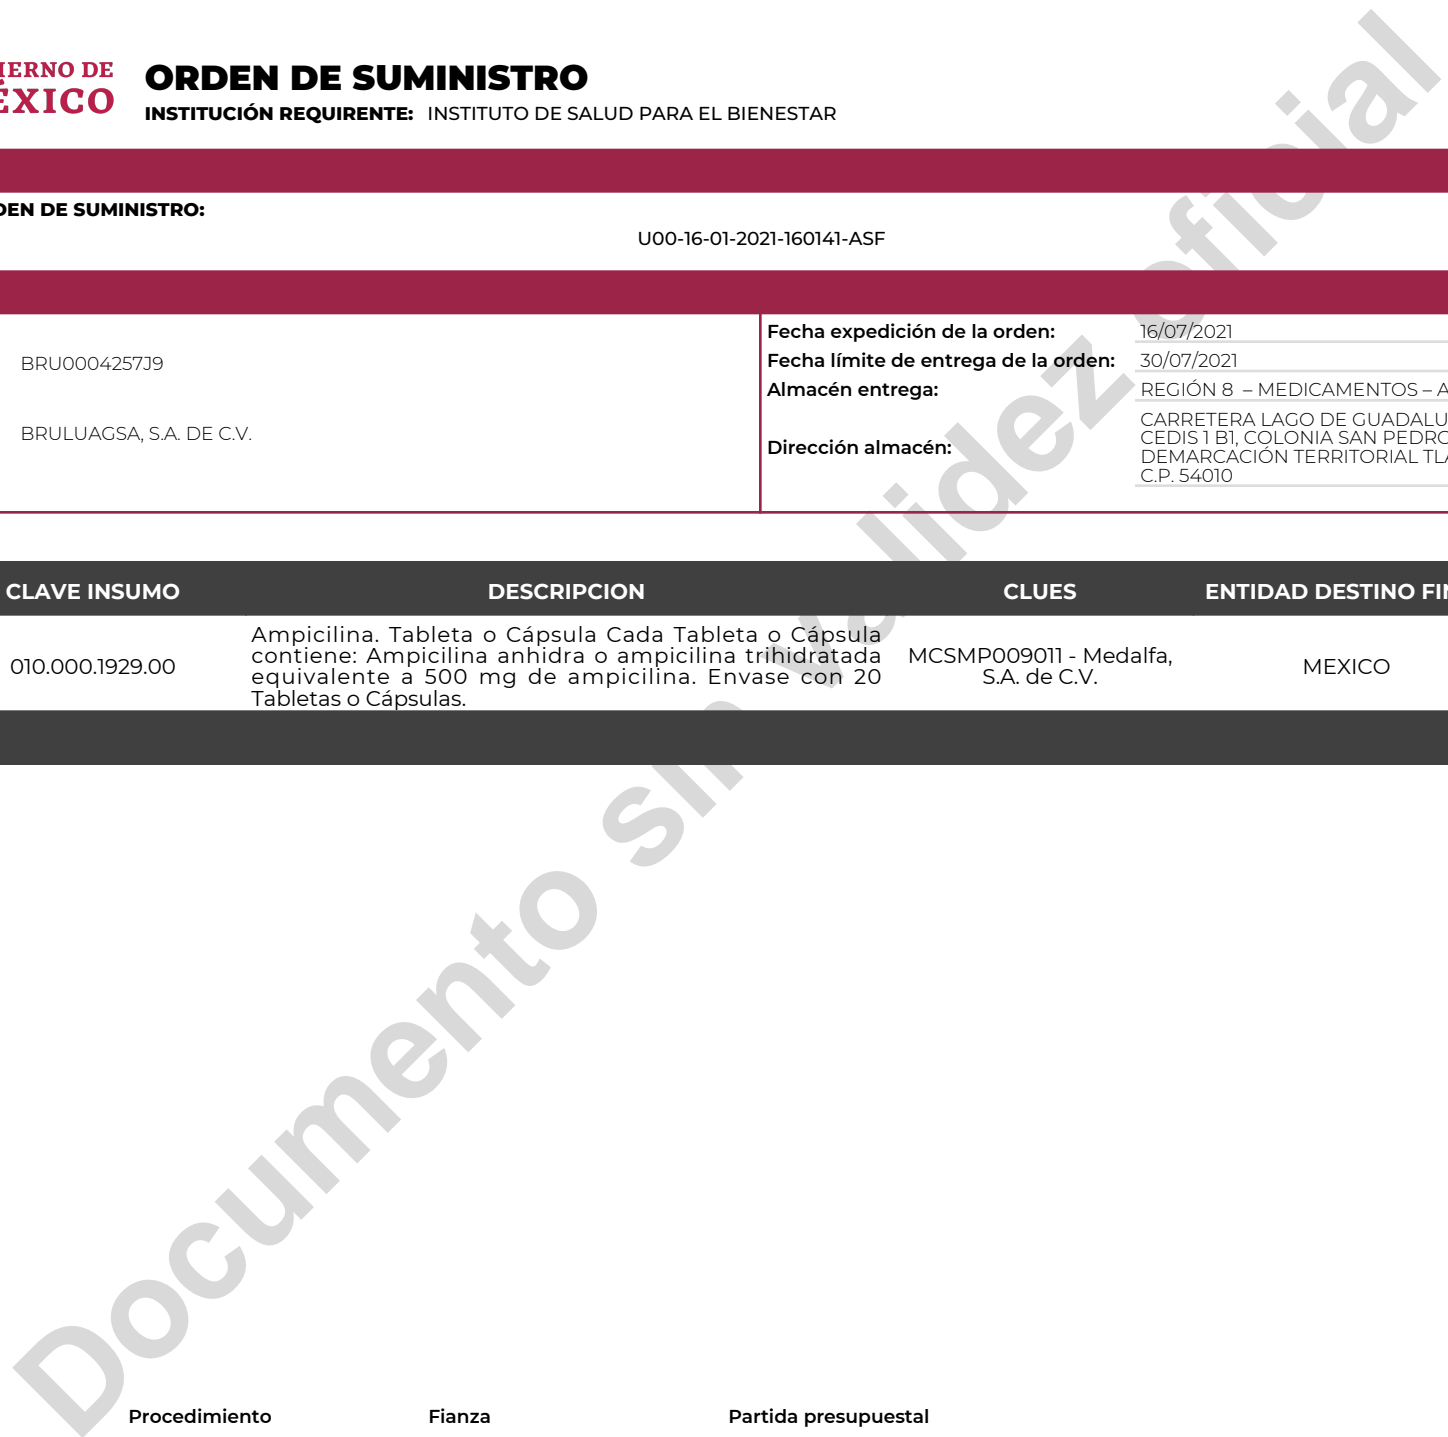 IERNO DE
ÉXICO
ORDEN DE SUMINISTRO
INSTITUCIÓN REQUIRENTE: INSTITUTO DE SALUD PARA EL BIENESTAR
DEN DE SUMINISTRO:
U00-16-01-2021-160141-ASF
BRU0004257J9
BRULUAGSA, S.A. DE C.V.
Fecha expedición de la orden: 16/07/2021
Fecha límite de entrega de la orden: 30/07/2021
Almacén entrega: REGIÓN 8 – MEDICAMENTOS – A
Dirección almacén:
CARRETERA LAGO DE GUADALU
CEDIS 1 B1, COLONIA SAN PEDRO
DEMARCACIÓN TERRITORIAL TLA
C.P. 54010
CLAVE INSUMO DESCRIPCION CLUES ENTIDAD DESTINO FIN
010.000.1929.00
Ampicilina. Tableta o Cápsula Cada Tableta o Cápsula
contiene: Ampicilina anhidra o ampicilina trihidratada
equivalente a 500 mg de ampicilina. Envase con 20
Tabletas o Cápsulas.
MCSMP009011 - Medalfa,
S.A. de C.V.
MEXICO
Documento sin validez oficial
Procedimiento Fianza Partida presupuestal